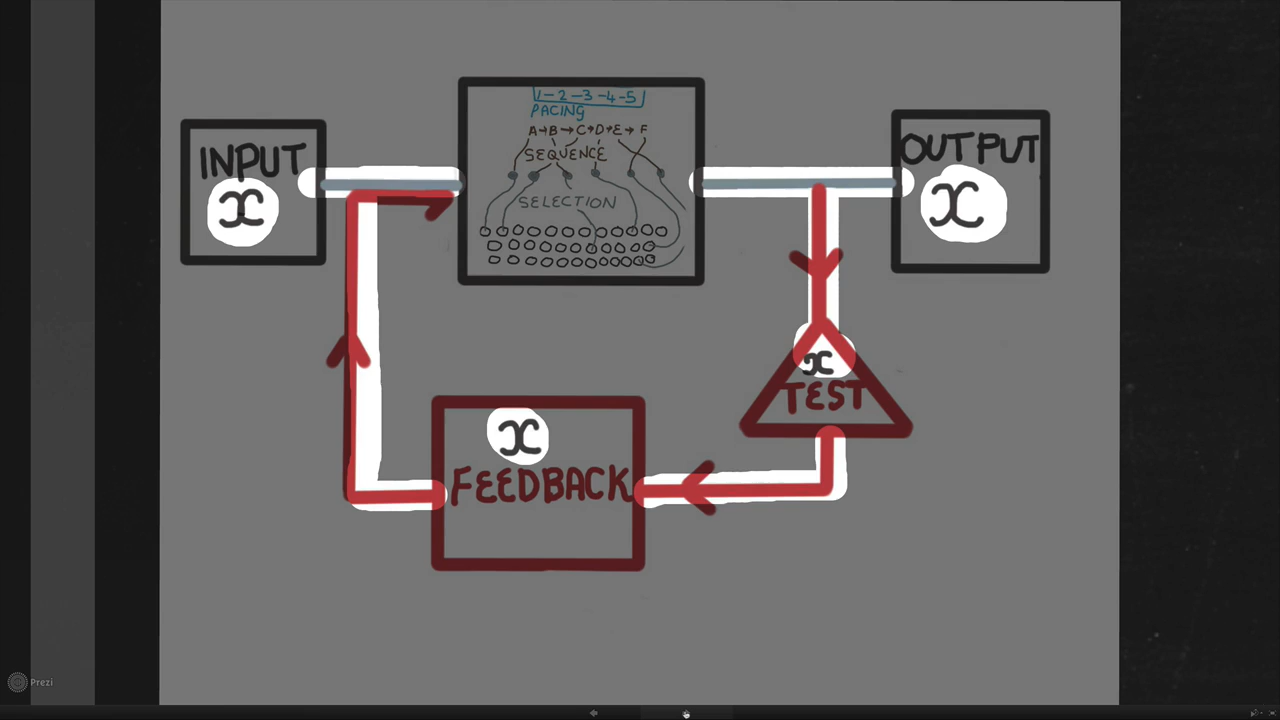 1-2-3-4-5
PACING
A→B→C→D→E→F
SEQUENCE
SELECTION
INPUT
x
OUTPUT
x
x
TEST
x
FEEDBACK
Prezi